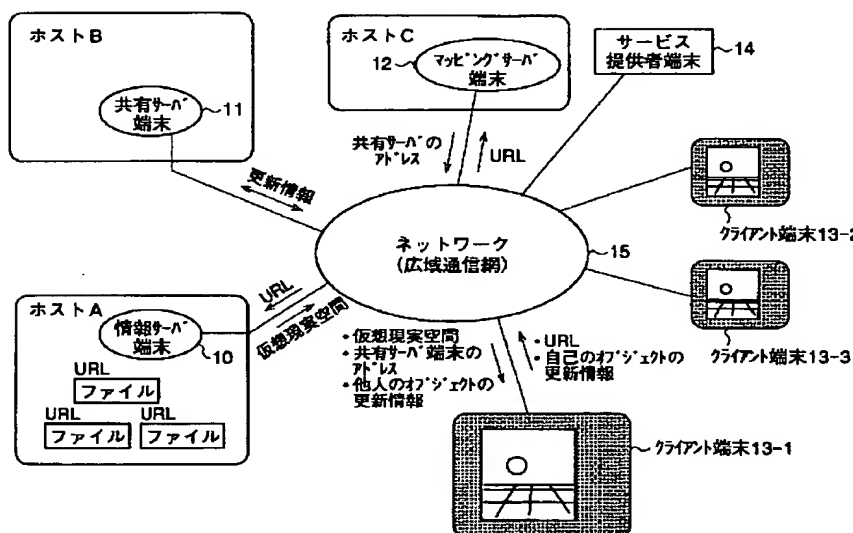 ホストB
共有サーバ
端末
11
ホストC
12
マッピングサーバ
端末
サービス
提供者端末
14
共有サーバの
アドレス
URL
更新情報
クライアント端末13-2
ネットワーク
(広域通信網)
15
クライアント端末13-3
ホストA
情報サーバ
端末
10
URL
仮想現実空間
URL
ファイル
URL
ファイル
URL
ファイル
• 仮想現実空間
• 共有サーバ端末の
アドレス
• 他人のオブジェクトの
更新情報
• URL
• 自己のオブジェクトの
更新情報
クライアント端末13-1